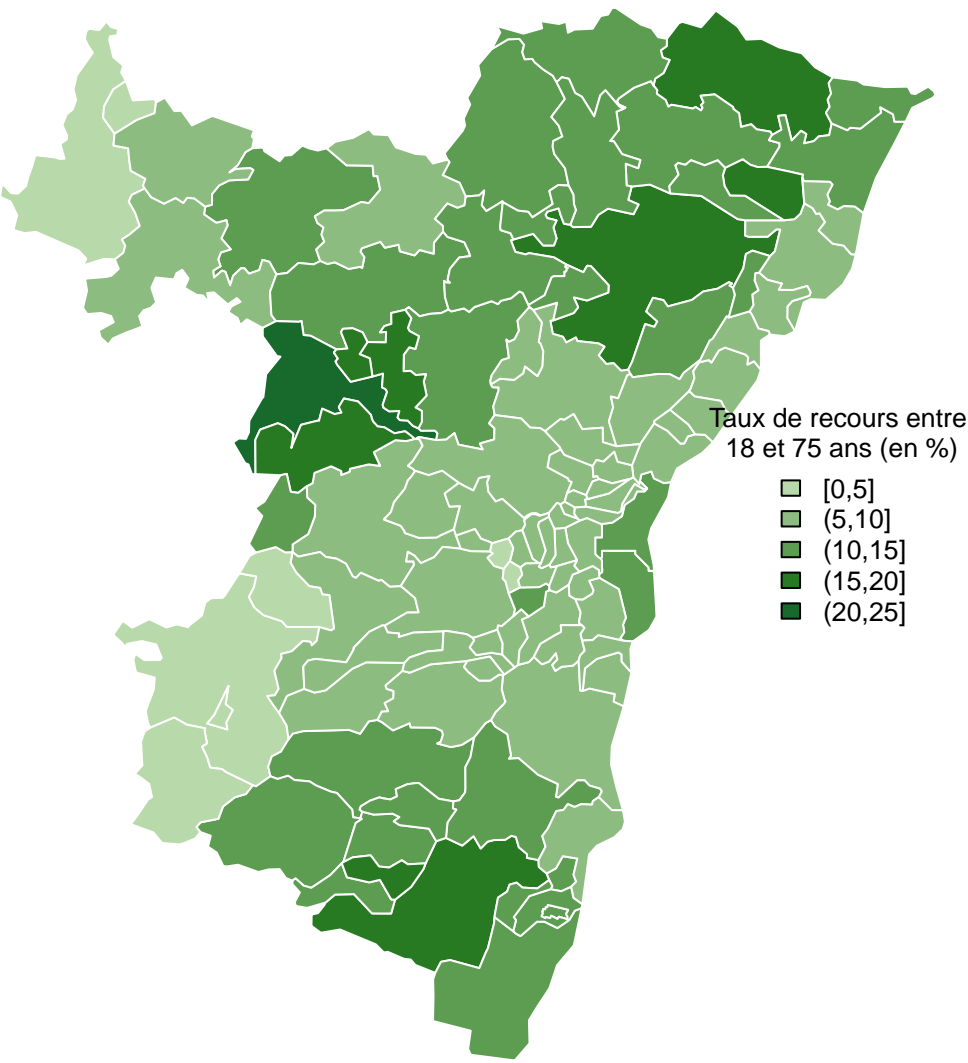 Taux de recours entre
18 et 75 ans (en %)
[0,5]
(5,10]
(10,15]
(15,20]
(20,25]